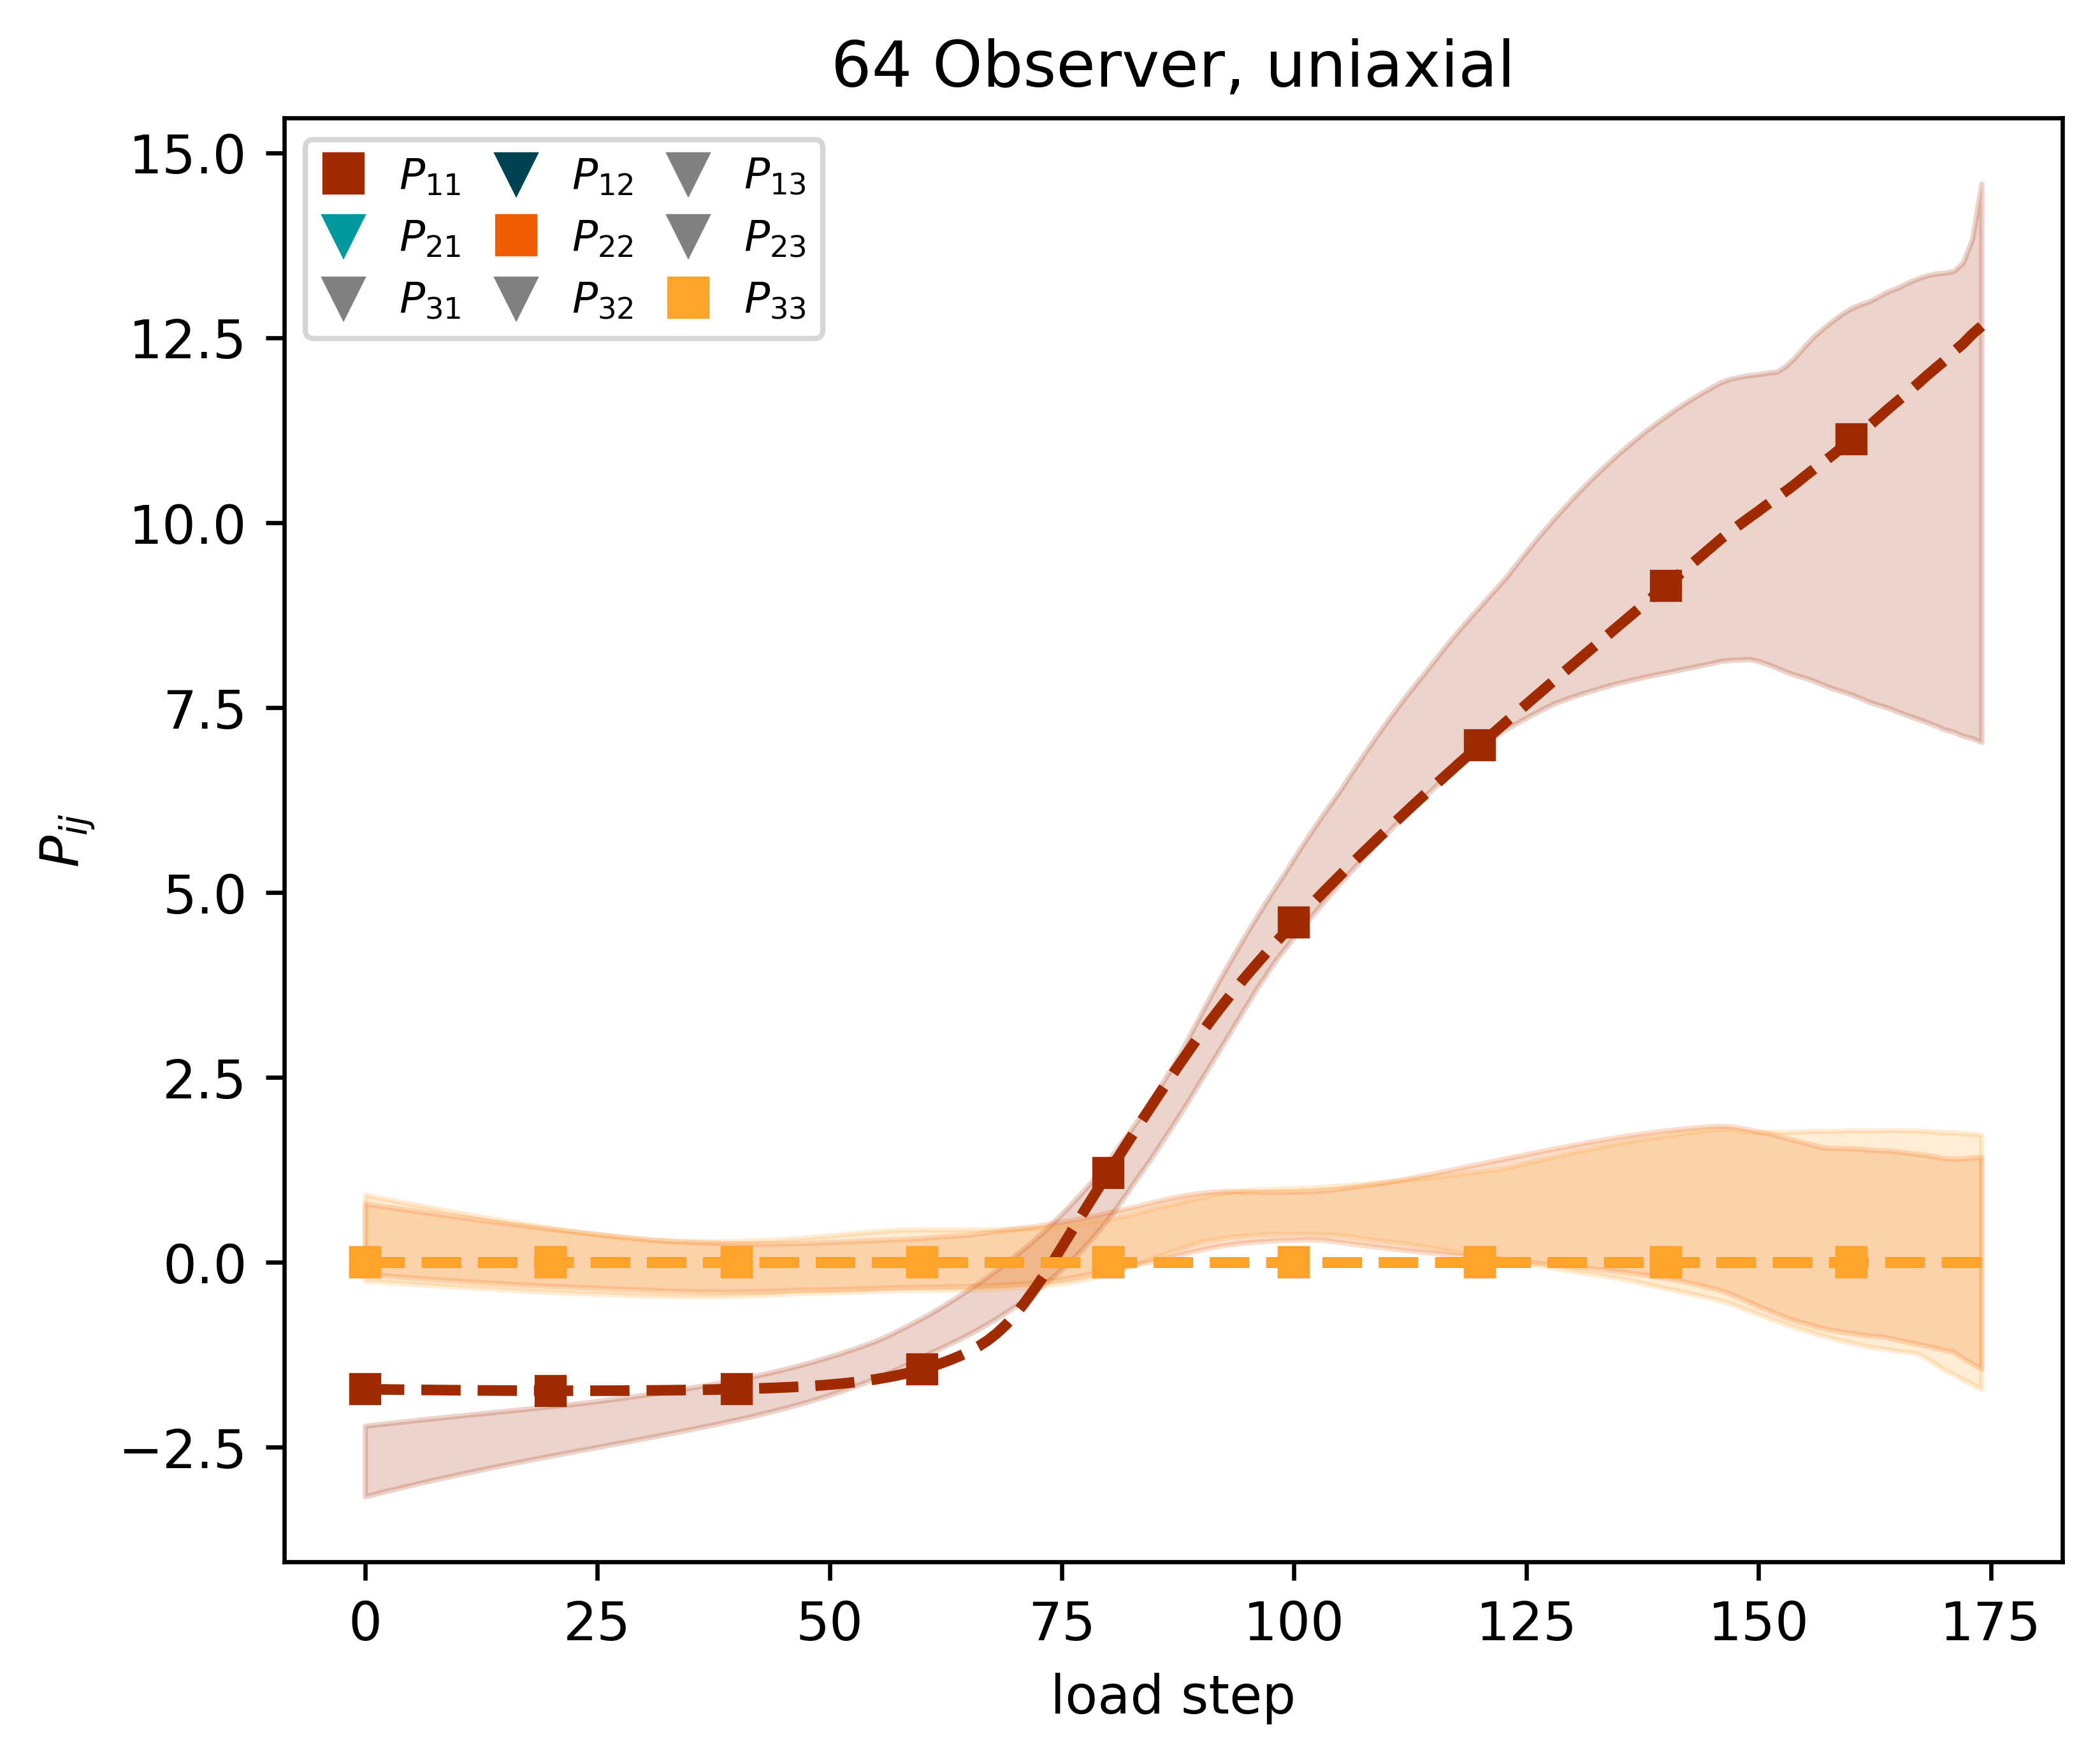 64 Observer, uniaxial
P₁₁ P₁₂ P₁₃
P₂₁ P₂₂ P₂₃
P₃₁ P₃₂ P₃₃
15.0
12.5
10.0
7.5
5.0
2.5
0.0
−2.5
Pᵢⱼ
0 25 50 75 100 125 150 175
load step